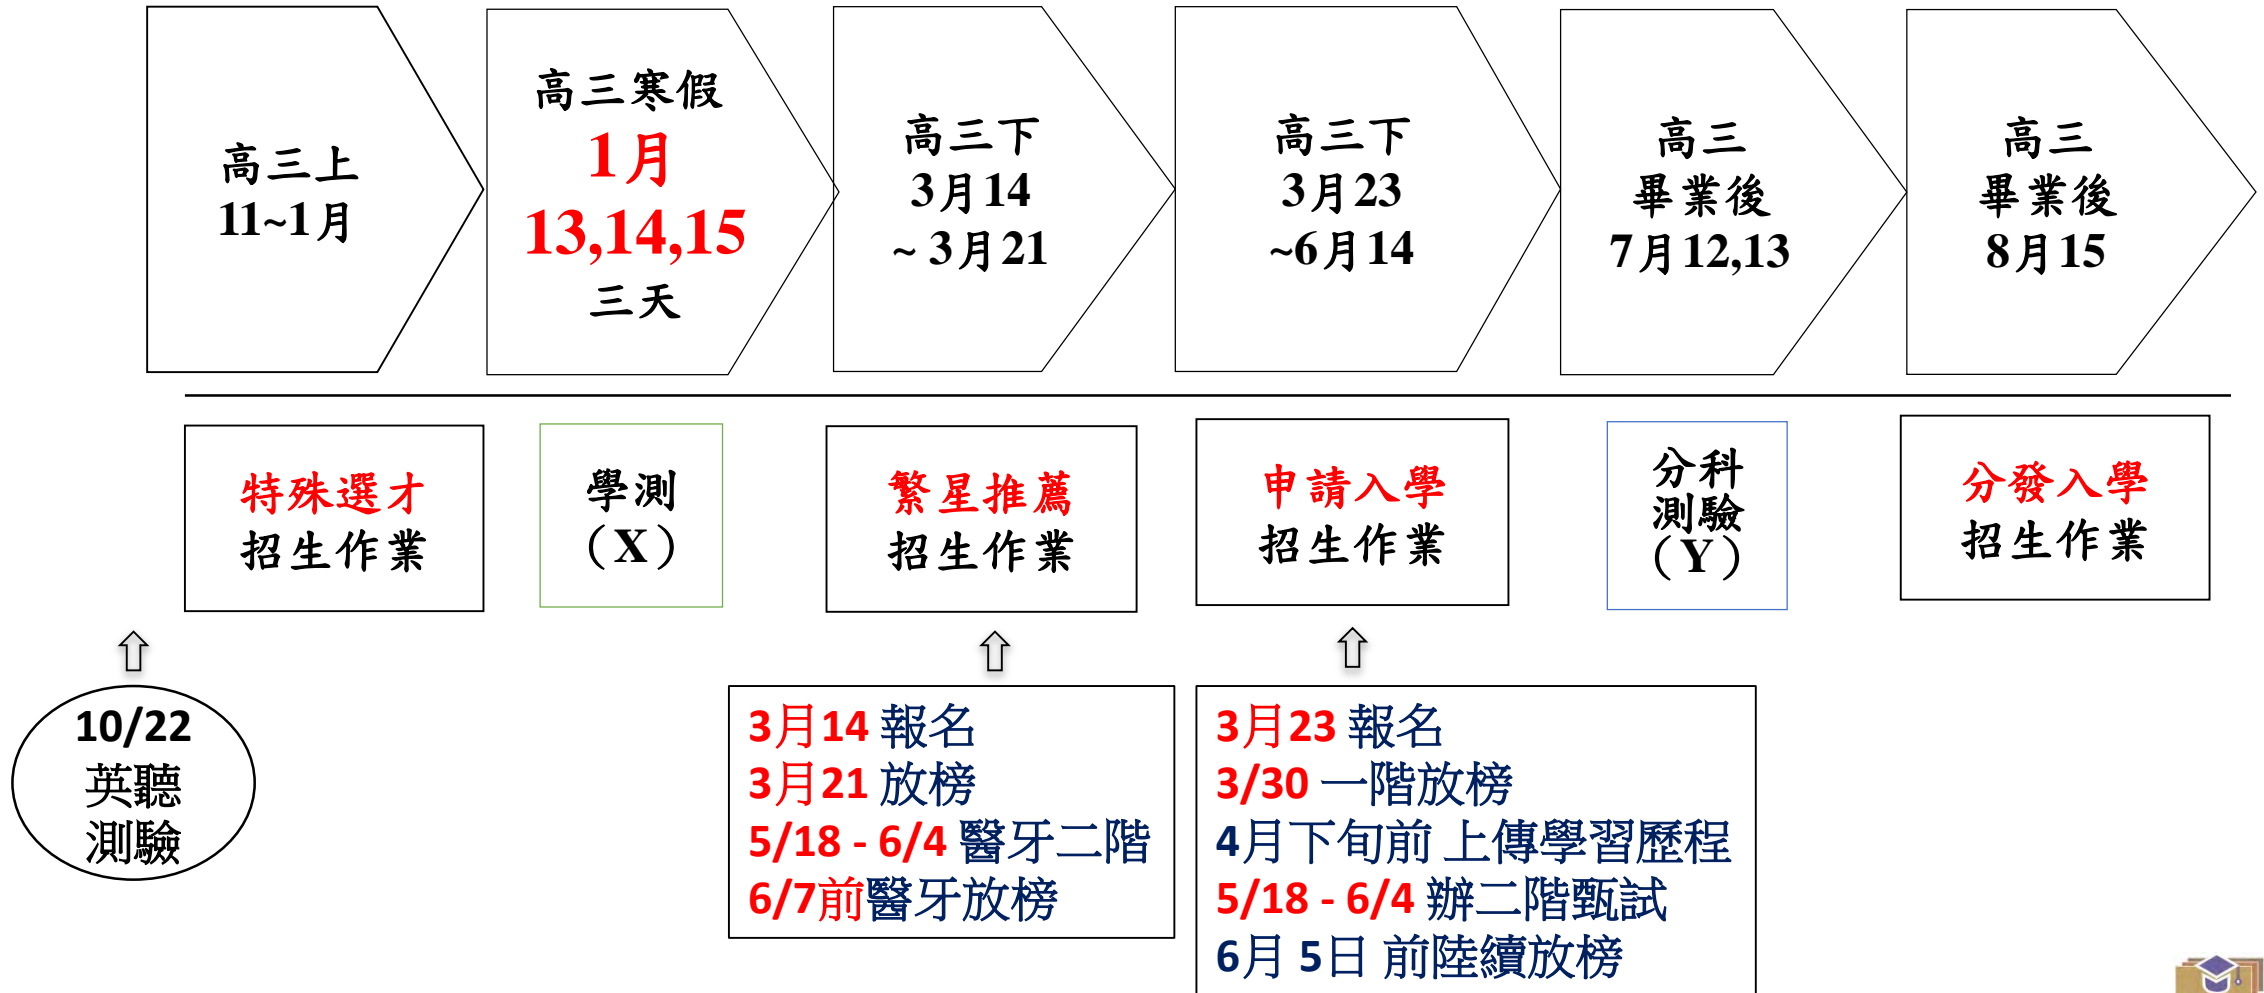 高三上
11~1月
高三寒假
1月
13,14,15
三天
高三下
3月14
~ 3月21
高三下
3月23
~6月14
高三
畢業後
7月12,13
高三
畢業後
8月15
特殊選才
招生作業
學測
（X）
繁星推薦
招生作業
申請入學
招生作業
分科
測驗
（Y）
分發入學
招生作業
10/22
英聽
測驗
3月14 報名
3月21 放榜
5/18 - 6/4 醫牙二階
6/7前醫牙放榜
3月23 報名
3/30 一階放榜
4月下旬前 上傳學習歷程
5/18 - 6/4 辦二階甄試
6月 5日 前陸續放榜